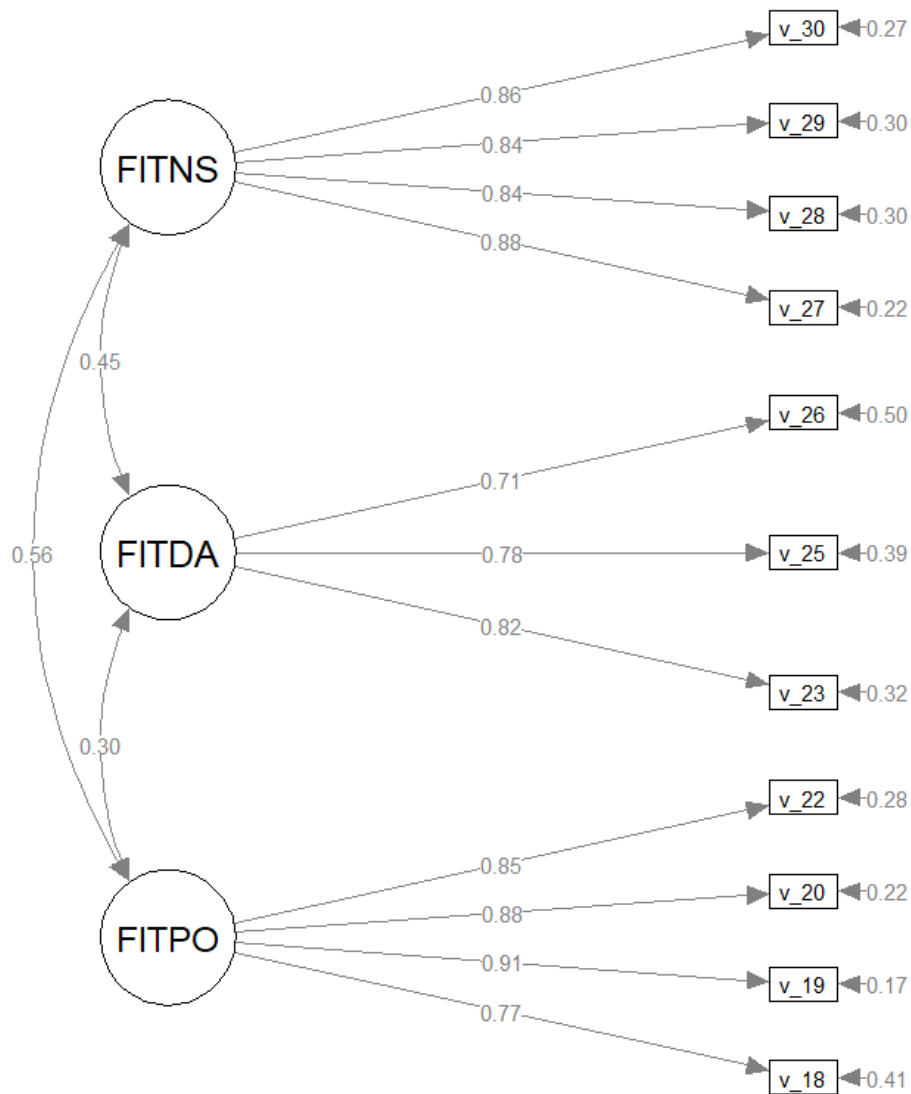 v_30 0.27
0.86
v_29 0.30
0.84
FITNS
0.84
v_28 0.30
0.88
v_27 0.22
0.45
v_26 0.50
0.71
FITDA
0.56
0.78
v_25 0.39
0.82
v_23 0.32
0.30
v_22 0.28
0.85
v_20 0.22
0.88
FITPO
0.91
v_19 0.17
0.77
v_18 0.41